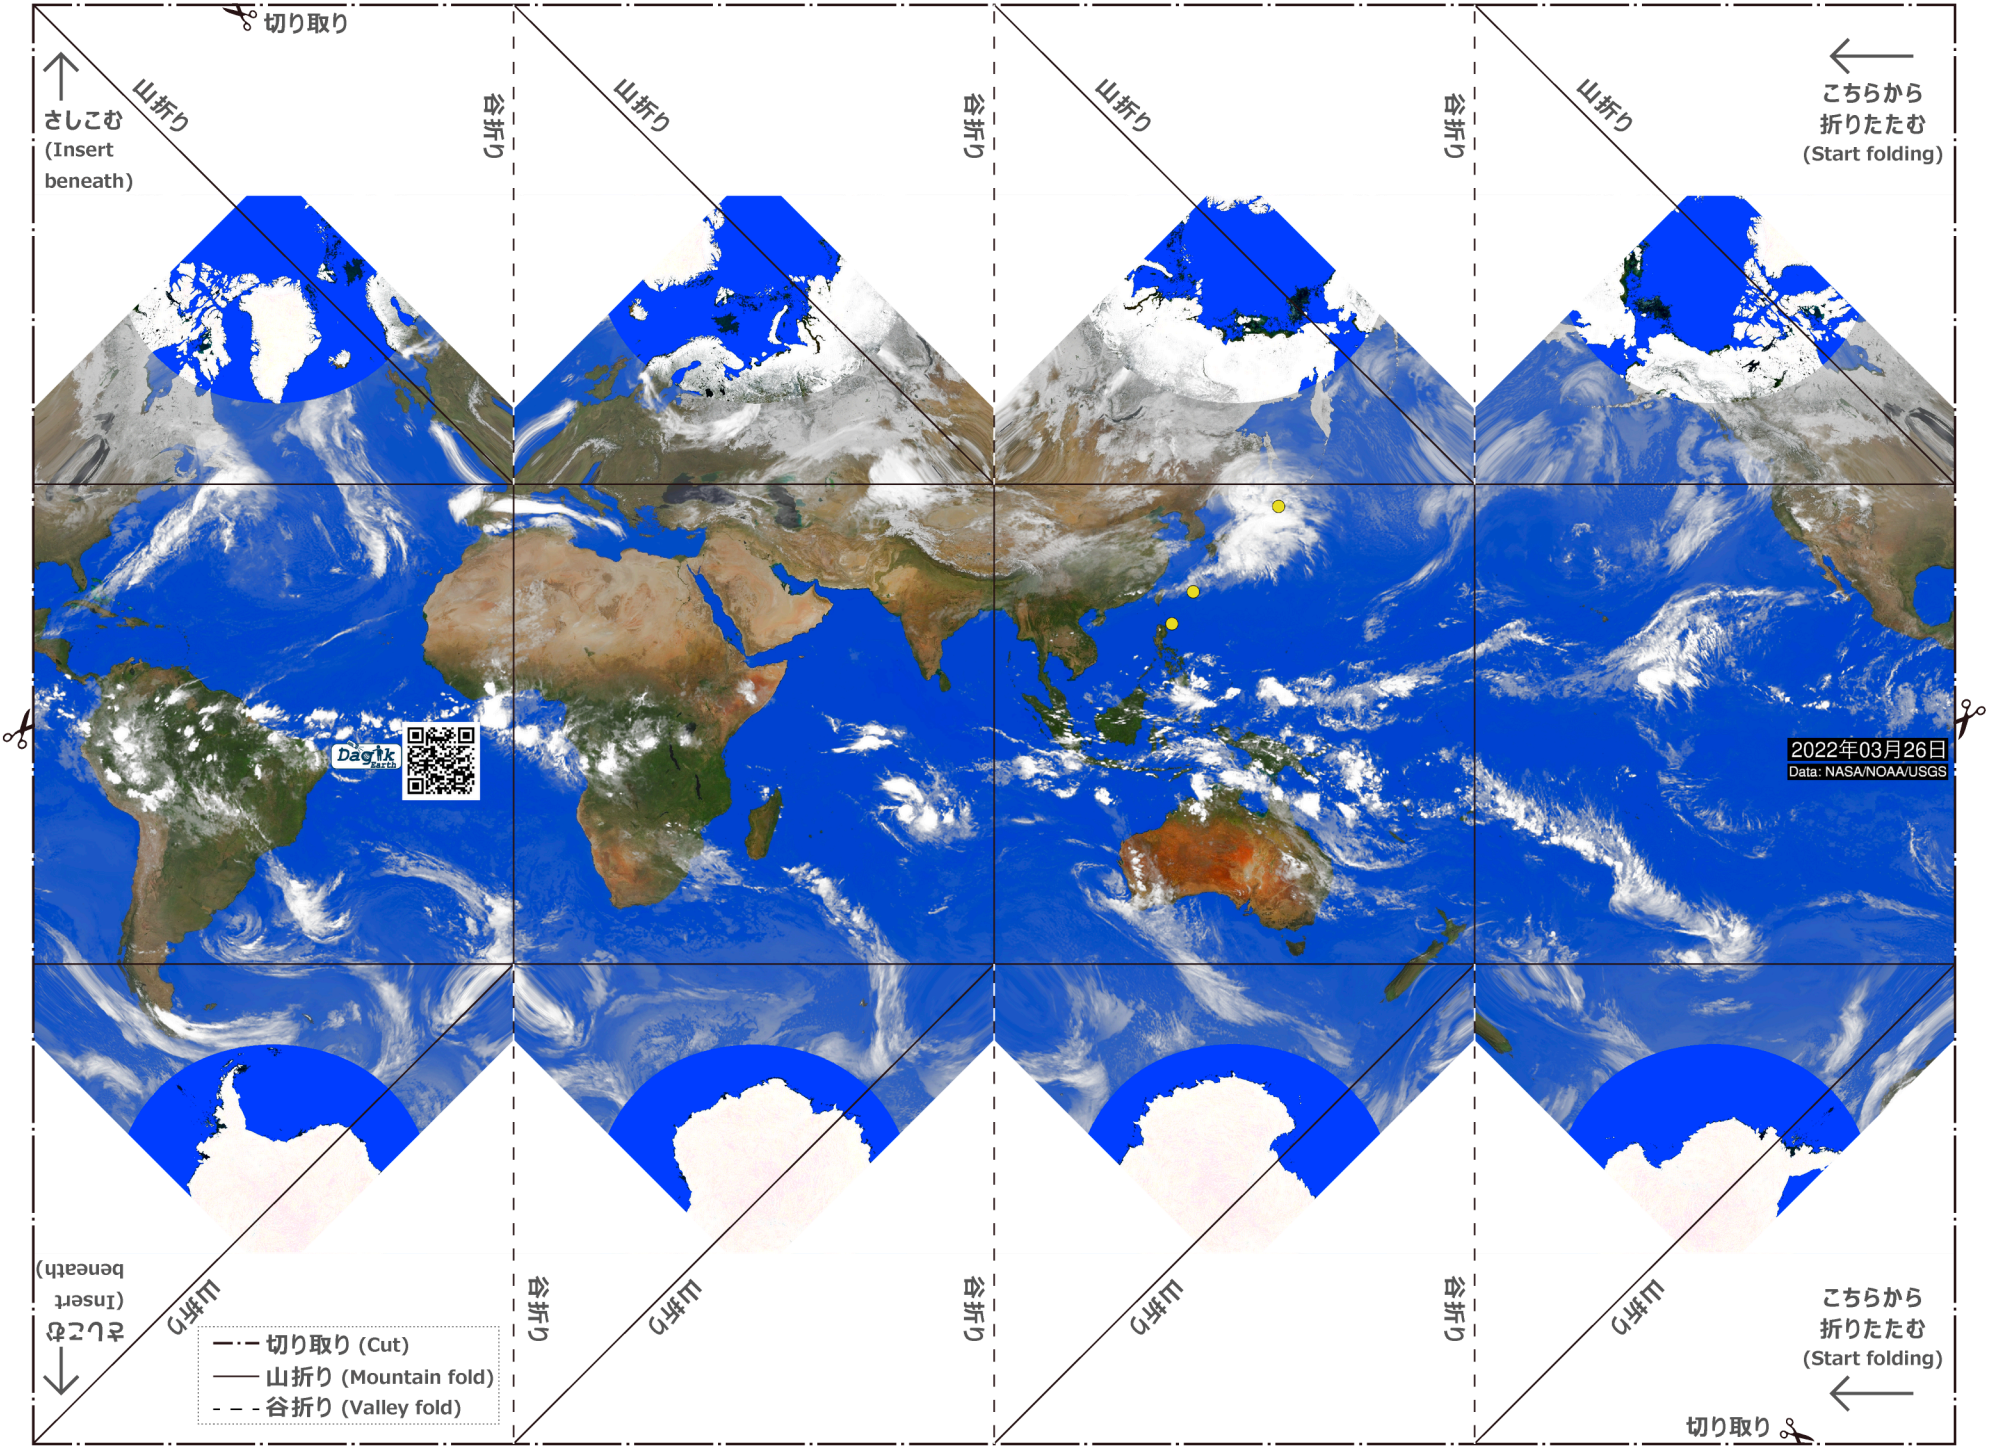 切り取り
さしこむ
(Insert
beneath)
山折り
谷折り
山折り
谷折り
山折り
谷折り
山折り
こちらから
折りたたむ
(Start folding)
Dagik
Earth
2022年03月26日
Data: NASA/NOAA/USGS
さしこむ
(Insert
beneath)
山折り
谷折り
山折り
谷折り
山折り
谷折り
山折り
こちらから
折りたたむ
(Start folding)
切り取り (Cut)
山折り (Mountain fold)
谷折り (Valley fold)
切り取り